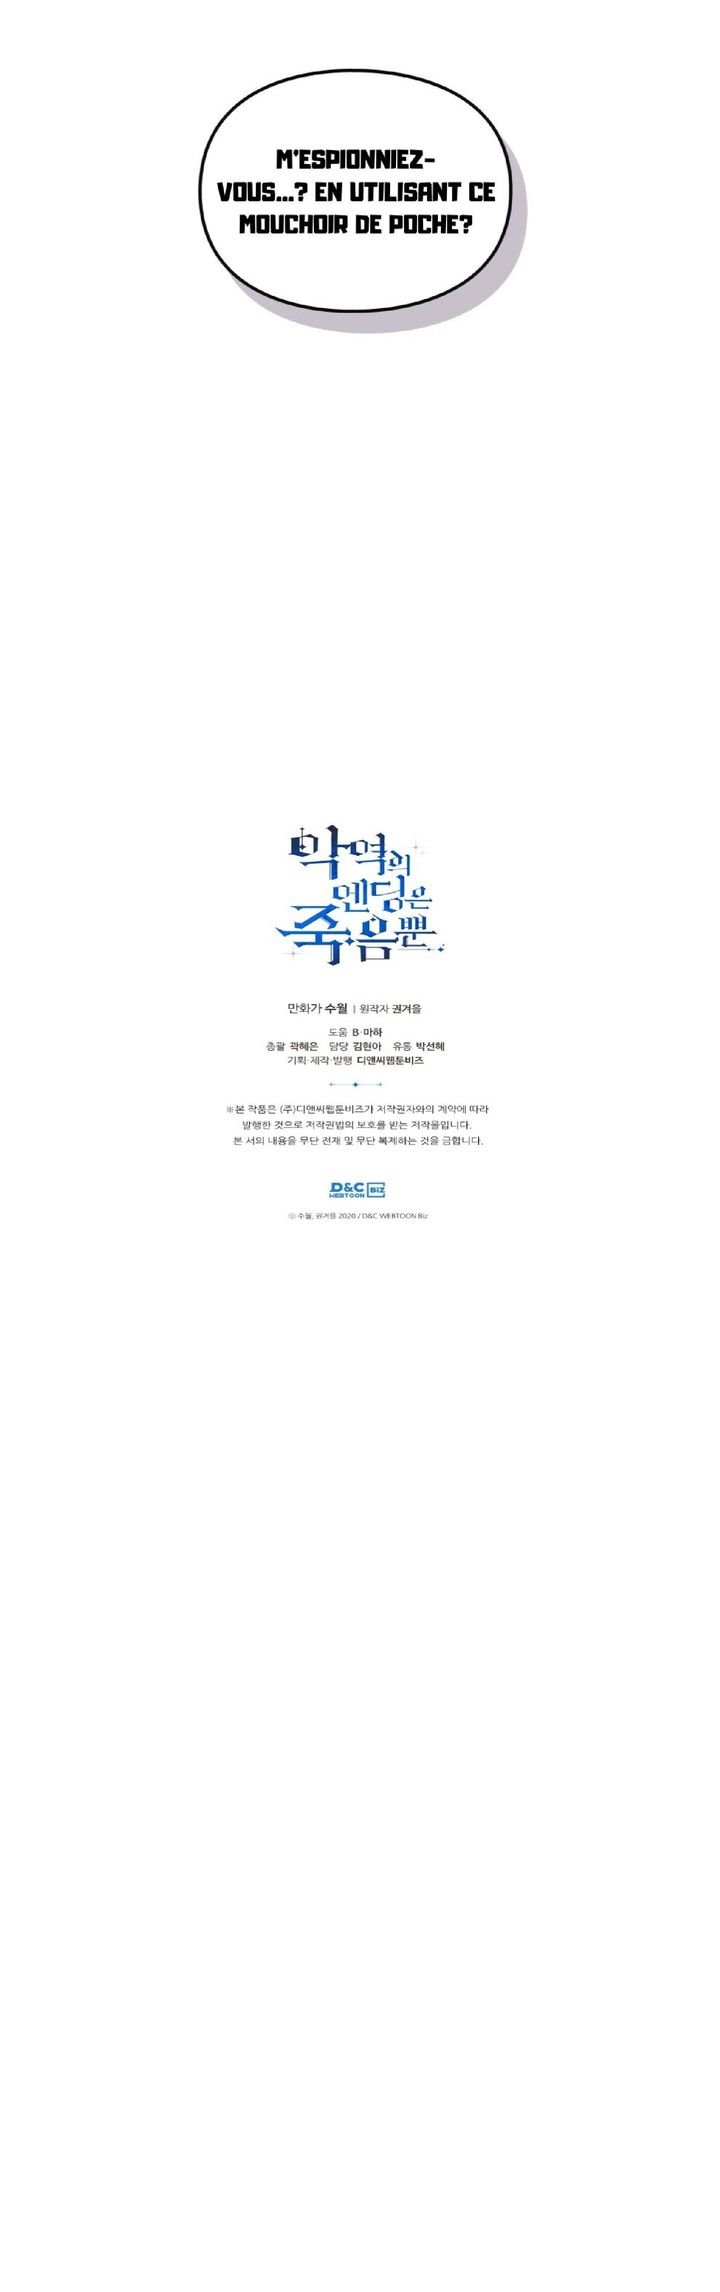 M'ESPIONNIEZ-
VOUS...? EN UTILISANT CE
MOUCHOIR DE POCHE?
악역의
엔딩은
죽음뿐
만화가 수월 | 원작자 권겨을
도움 B·마하
총괄 곽혜은 담당 김현아 유통 박선혜
기획·제작·발행 디앤씨웹툰비즈
※본 작품은 (주)디앤씨웹툰비즈가 저작권자와의 계약에 따라
발행한 것으로 저작권법의 보호를 받는 저작물입니다.
본 서의 내용을 무단 전재 및 무단 복제하는 것을 금합니다.
D&C
WEBTOON BiZ
ⓒ 수월, 권겨을 2020 / D&C WEBTOON Biz